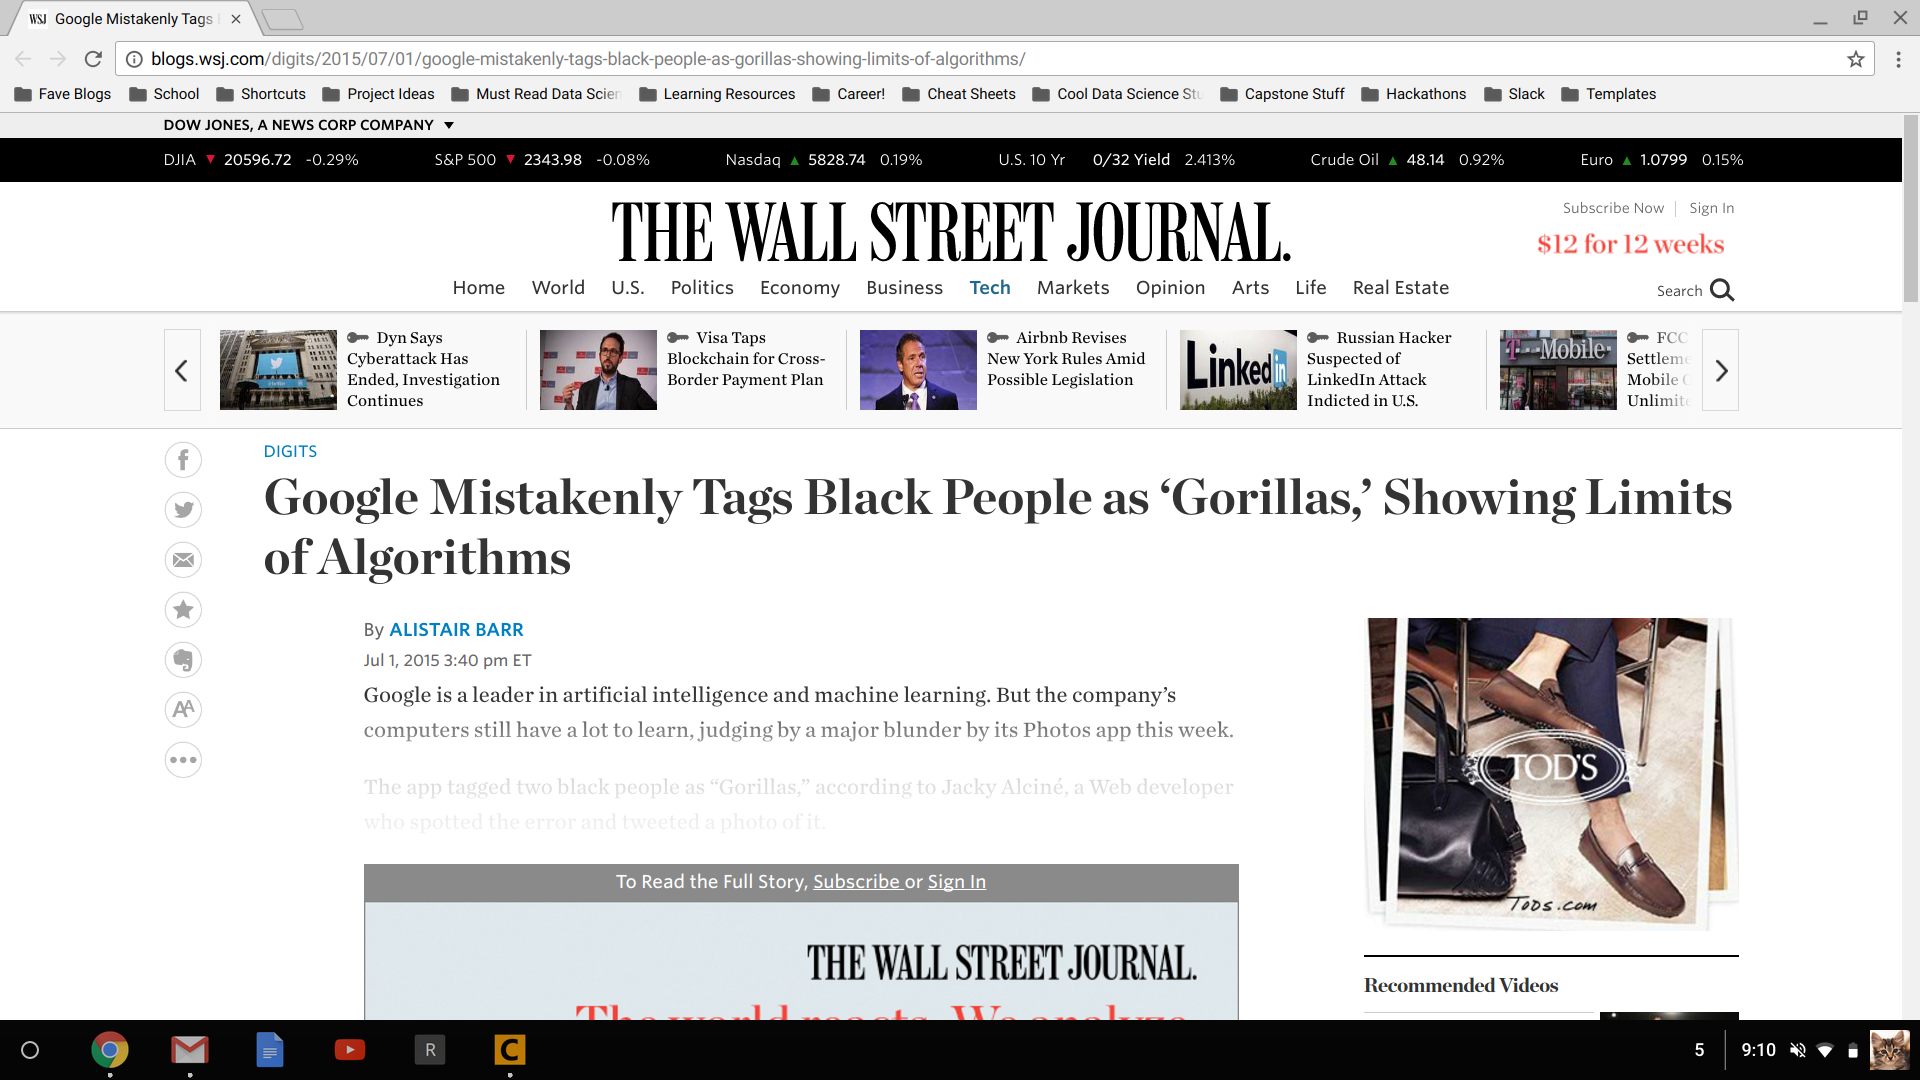 WSJ Google Mistakenly Tags
blogs.wsj.com/digits/2015/07/01/google-mistakenly-tags-black-people-as-gorillas-showing-limits-of-algorithms/
Fave Blogs School Shortcuts Project Ideas Must Read Data Scien Learning Resources Career! Cheat Sheets Cool Data Science Stu Capstone Stuff Hackathons Slack Templates
DOW JONES, A NEWS CORP COMPANY
DJIA ▼ 20596.72 -0.29% S&P 500 ▼ 2343.98 -0.08% Nasdaq ▲ 5828.74 0.19% U.S. 10 Yr 0/32 Yield 2.413% Crude Oil ▲ 48.14 0.92% Euro ▲ 1.0799 0.15%
THE WALL STREET JOURNAL.
Subscribe Now Sign In
$12 for 12 weeks
Home World U.S. Politics Economy Business Tech Markets Opinion Arts Life Real Estate
Search
Dyn Says
Cyberattack Has
Ended, Investigation
Continues
Visa Taps
Blockchain for Cross-
Border Payment Plan
Airbnb Revises
New York Rules Amid
Possible Legislation
Linked in
Russian Hacker
Suspected of
LinkedIn Attack
Indicted in U.S.
T-Mobile
FCC
Settleme
Mobile
Unlimite
DIGITS
Google Mistakenly Tags Black People as ‘Gorillas,’ Showing Limits
of Algorithms
By ALISTAIR BARR
Jul 1, 2015 3:40 pm ET
Google is a leader in artificial intelligence and machine learning. But the company’s
computers still have a lot to learn, judging by a major blunder by its Photos app this week.
The app tagged two black people as “Gorillas,” according to Jacky Alciné, a Web developer
who spotted the error and tweeted a photo of it.
To Read the Full Story, Subscribe or Sign In
THE WALL STREET JOURNAL.
The world reacts. We analyze.
TOD'S
TODS.com
Recommended Videos
R C 5 9:10